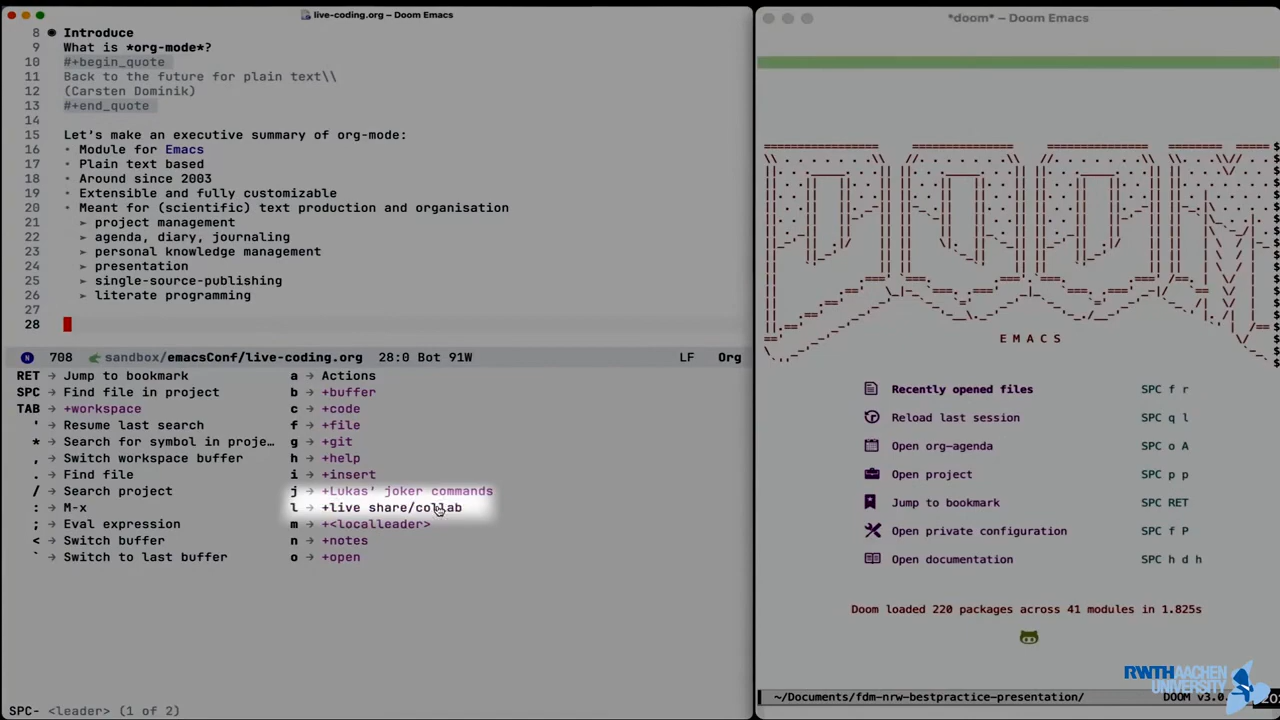 live-coding.org – Doom Emacs
8 Introduce
9 What is *org-mode*?
10 #+begin_quote
11 Back to the future for plain text\\
12 (Carsten Dominik)
13 #+end_quote
14
15 Let's make an executive summary of org-mode:
16 • Module for Emacs
17 • Plain text based
18 • Around since 2003
19 • Extensible and fully customizable
20 • Meant for (scientific) text production and organisation
21 ➤ project management
22 ➤ agenda, diary, journaling
23 ➤ personal knowledge management
24 ➤ presentation
25 ➤ single-source-publishing
26 ➤ literate programming
27
28
N 708 sandbox/emacsConf/live-coding.org 28:0 Bot 91W LF Org
RET → Jump to bookmark a → Actions
SPC → Find file in project b → +buffer
TAB → +workspace c → +code
' → Resume last search f → +file
* → Search for symbol in proje… g → +git
, → Switch workspace buffer h → +help
. → Find file i → +insert
/ → Search project j → +Lukas' joker commands
: → M-x l → +live share/collab
; → Eval expression m → +<localleader>
< → Switch buffer n → +notes
` → Switch to last buffer o → +open
SPC- <leader> (1 of 2)
*doom* – Doom Emacs
DOOM
E M A C S
Recently opened files SPC f r
Reload last session SPC q l
Open org-agenda SPC o A
Open project SPC p p
Jump to bookmark SPC RET
Open private configuration SPC f P
Open documentation SPC h d h
Doom loaded 220 packages across 41 modules in 1.825s
~/Documents/fdm-nrw-bestpractice-presentation/ DOOM v3.0.
RWTH AACHEN
UNIVERSITY